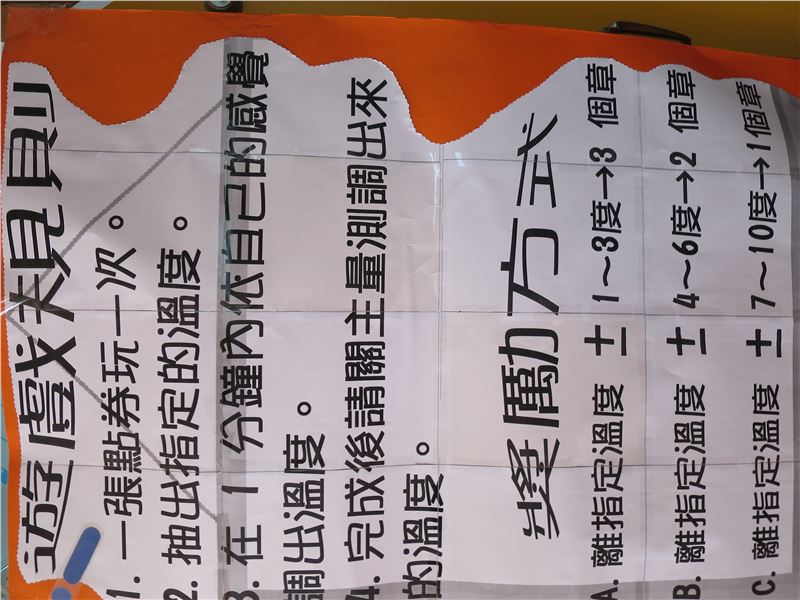 遊戲規則
1. 一張點券玩一次。
2. 抽出指定的溫度。
3. 在 1 分鐘內依自己的感覺
調出溫度。
4. 完成後請關主量測調出來
的溫度。
獎勵方式
A. 離指定溫度 ± 1~3度→3 個章
B. 離指定溫度 ± 4~6度→2 個章
C. 離指定溫度 ± 7~10度→1個章